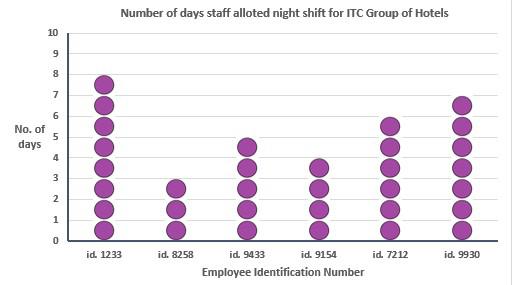 Number of days staff alloted night shift for ITC Group of Hotels
10
9
8
7
6
5
4
3
2
1
0
No. of
days
id. 1233 id. 8258 id. 9433 id. 9154 id. 7212 id. 9930
Employee Identification Number